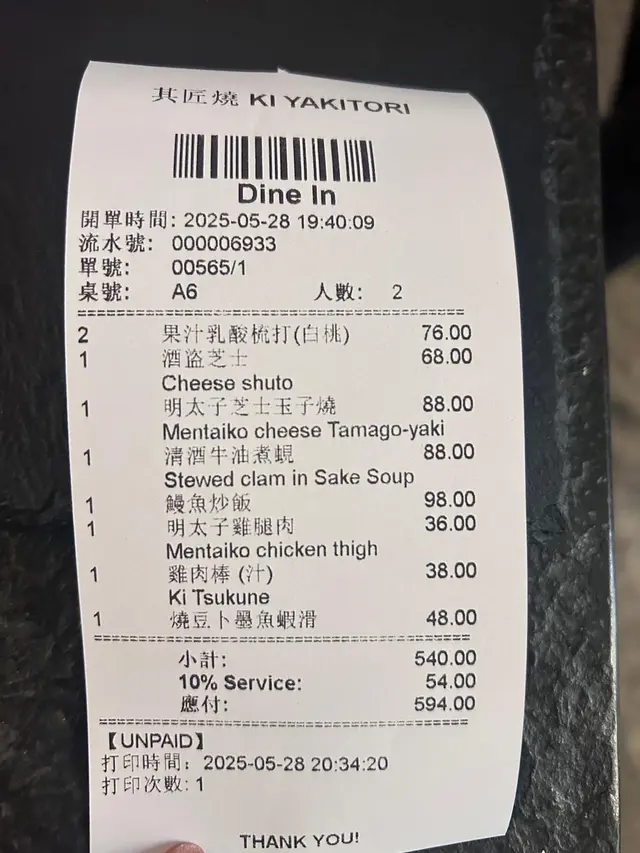 其匠燒 KI YAKITORI
Dine In
開單時間: 2025-05-28 19:40:09
流水號: 000006933
單號: 00565/1
桌號: A6 人數: 2
2 果汁乳酸梳打(白桃) 76.00
1 酒盜芝士 68.00
Cheese shuto
1 明太子芝士玉子燒 88.00
Mentaiko cheese Tamago-yaki
1 清酒牛油煮蜆 88.00
Stewed clam in Sake Soup
1 鰻魚炒飯 98.00
1 明太子雞腿肉 36.00
Mentaiko chicken thigh
1 雞肉棒 (汁) 38.00
Ki Tsukune
1 燒豆卜墨魚蝦滑 48.00
小計: 540.00
10% Service: 54.00
應付: 594.00
【UNPAID】
打印時間: 2025-05-28 20:34:20
打印次數: 1
THANK YOU!